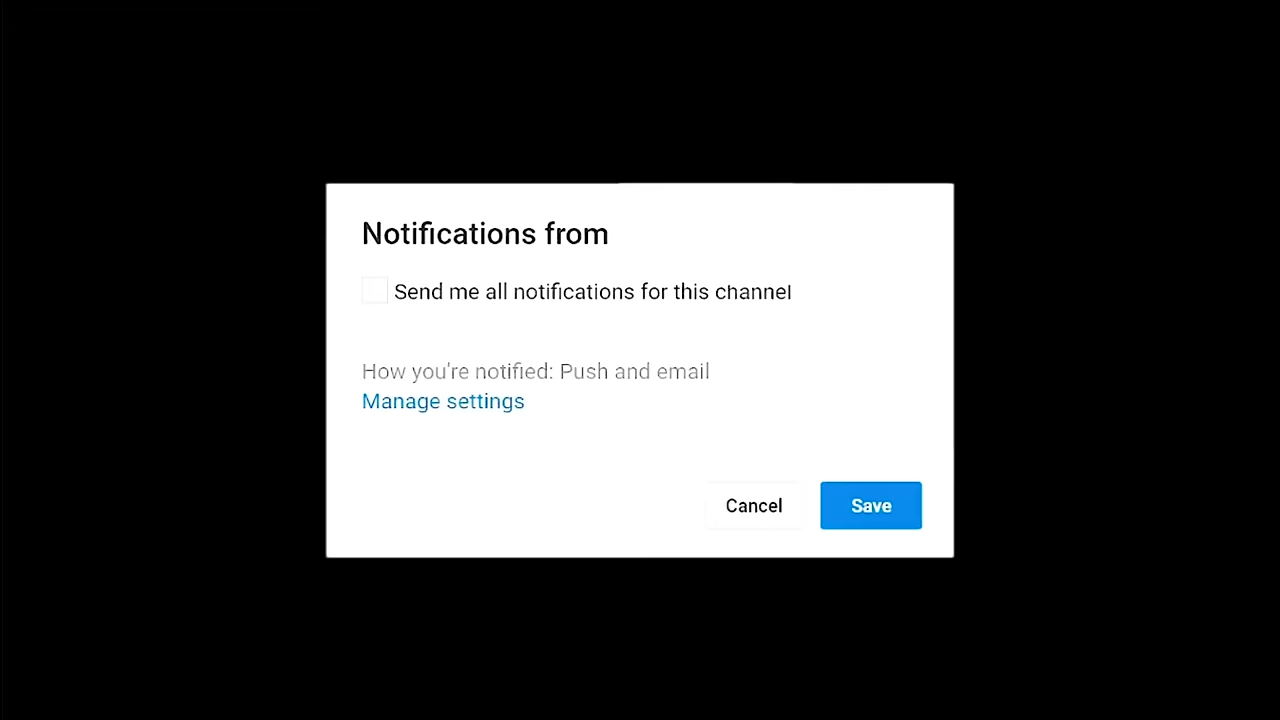 Notifications from
Send me all notifications for this channel
How you're notified: Push and email
Manage settings
Cancel
Save